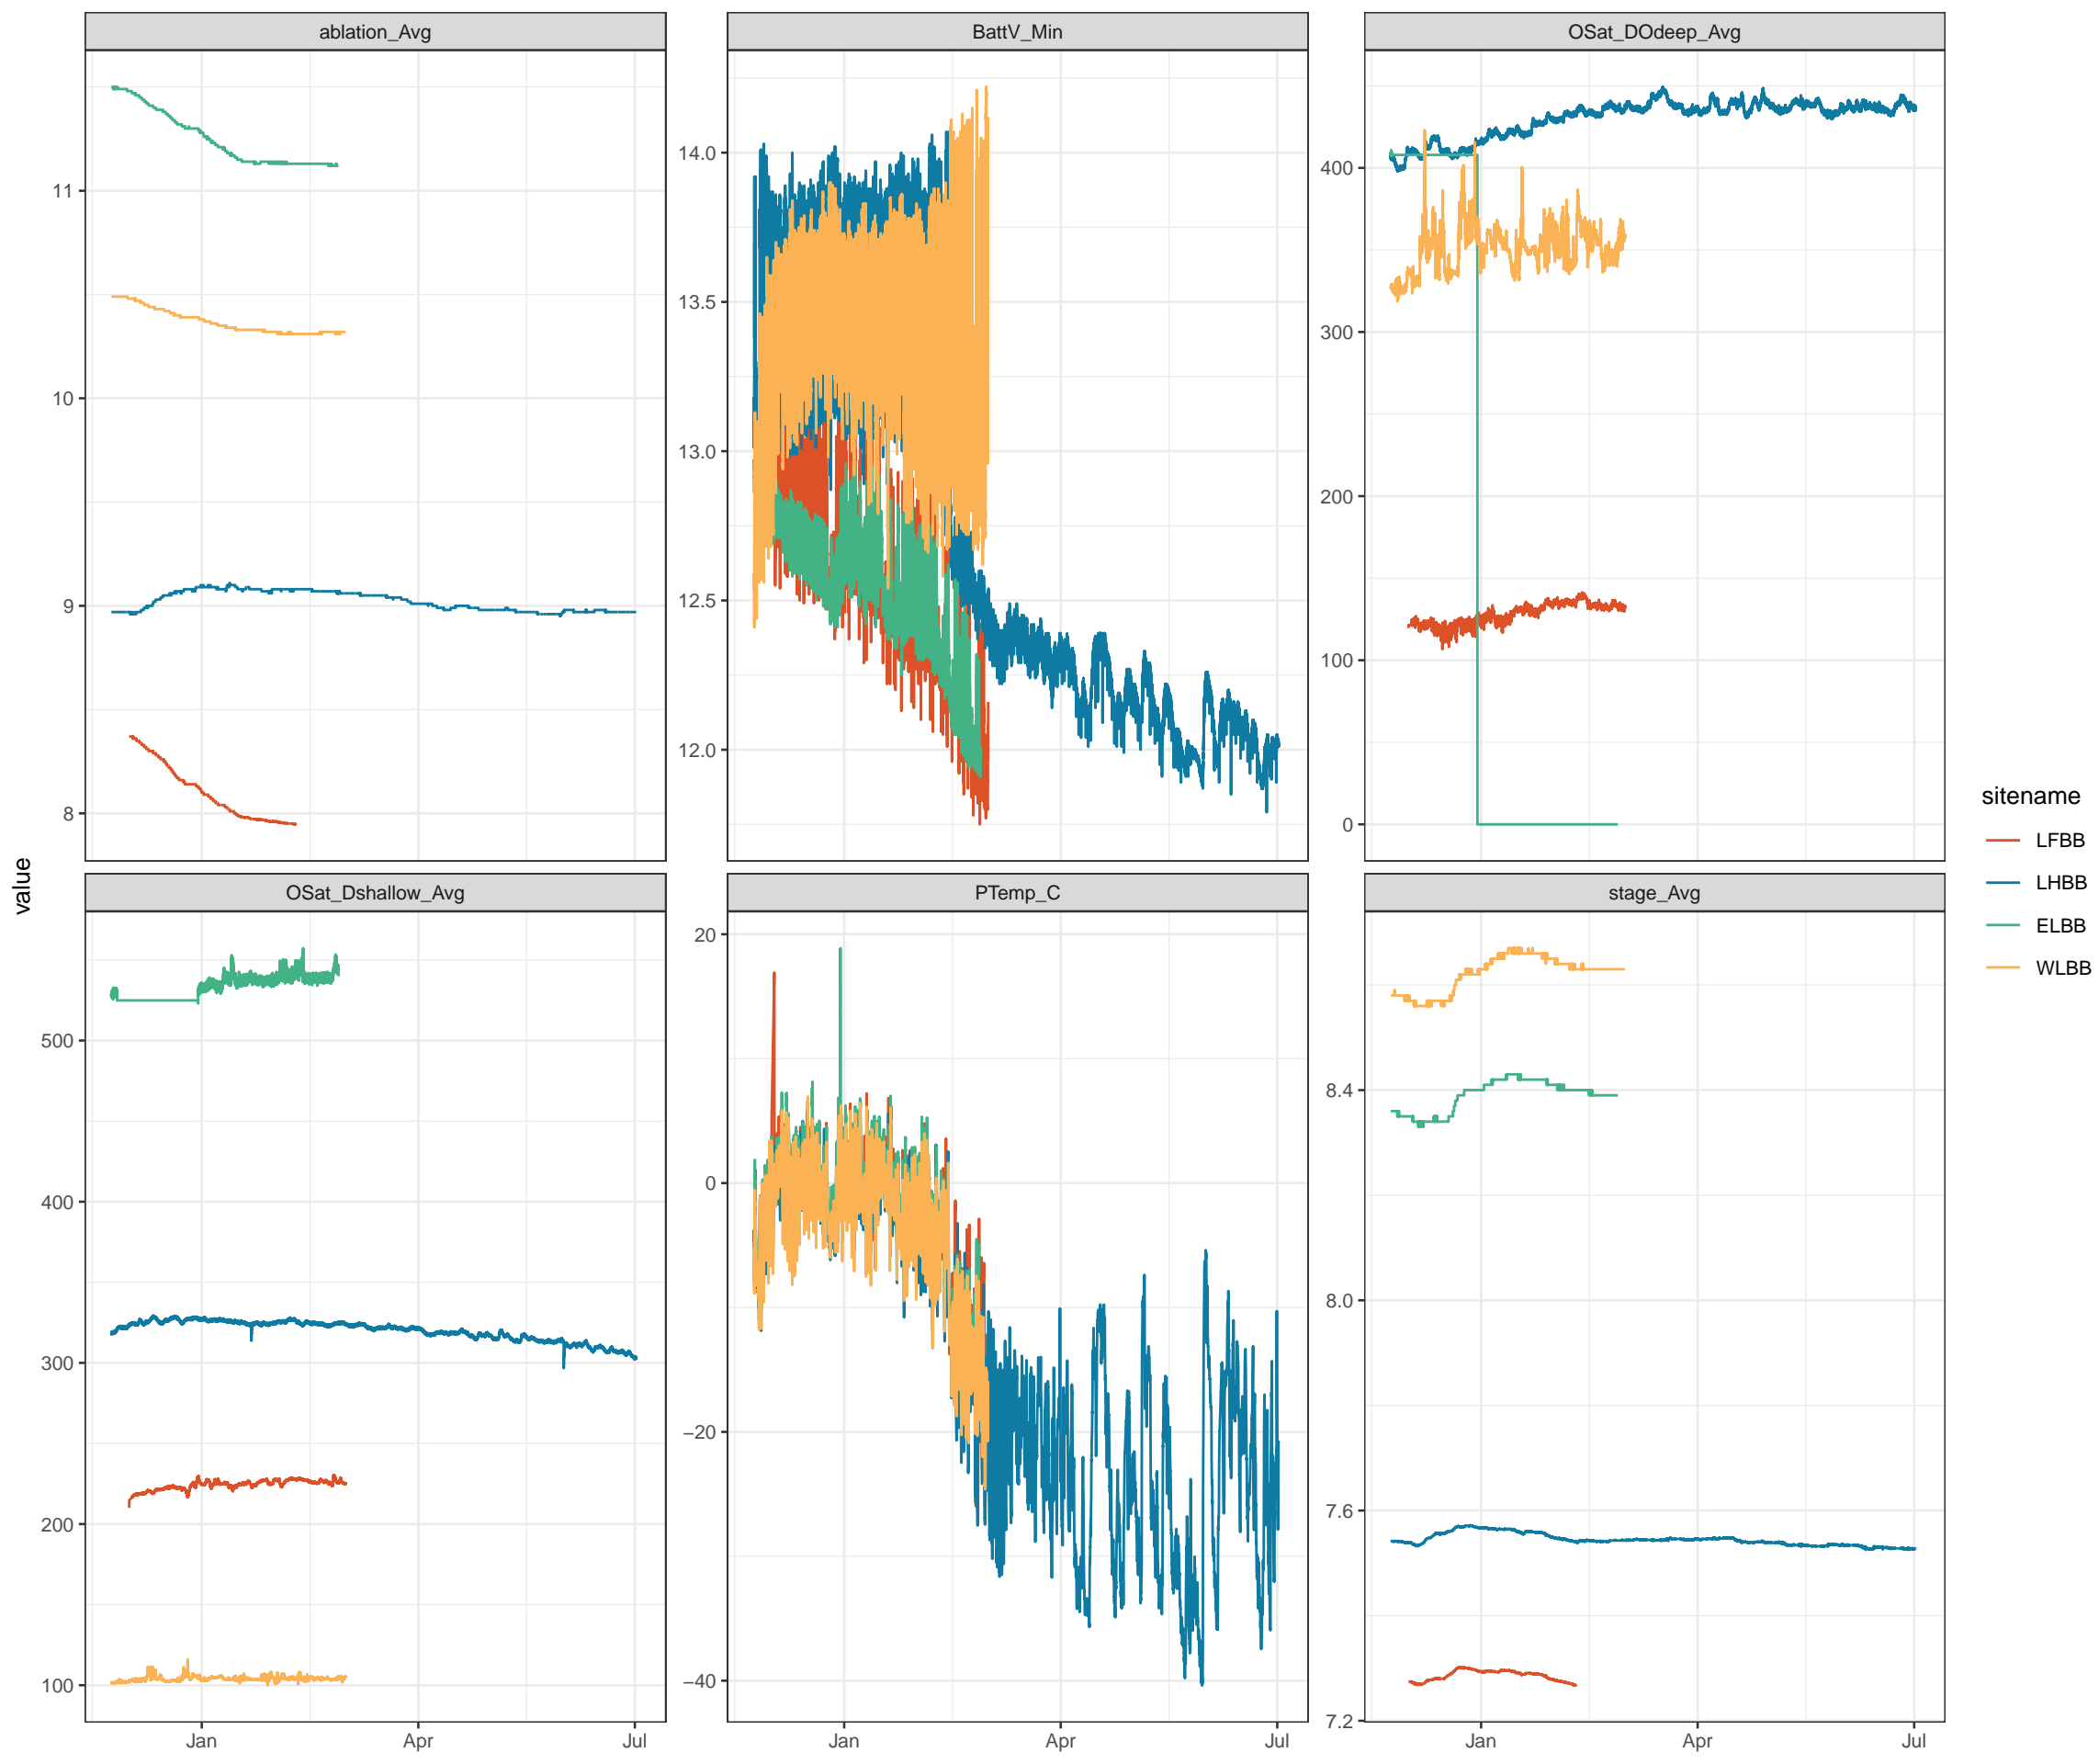 ablation_Avg
BattV_Min
OSat_DOdeep_Avg
11
10
9
8
14.0
13.5
13.0
12.5
12.0
400
300
200
100
0
value
OSat_Dshallow_Avg
PTemp_C
stage_Avg
500
400
300
200
100
20
0
−20
−40
8.4
8.0
7.6
7.2
Jan
Apr
Jul
Jan
Apr
Jul
Jan
Apr
Jul
sitename
LFBB
LHBB
ELBB
WLBB